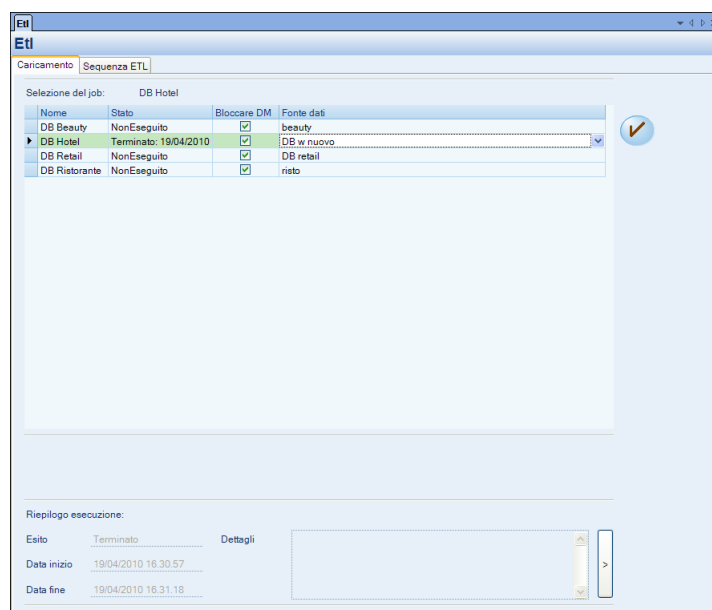 Etl
Etl
Caricamento Sequenza ETL
Selezione del job: DB Hotel
Nome Stato Bloccare DM Fonte dati
DB Beauty NonEseguito beauty
DB Hotel Terminato: 19/04/2010 DB w nuovo
DB Retail NonEseguito DB retail
DB Ristorante NonEseguito risto
Riepilogo esecuzione:
Esito Terminato Dettagli
Data inizio 19/04/2010 16.30.57
>
Data fine 19/04/2010 16.31.18